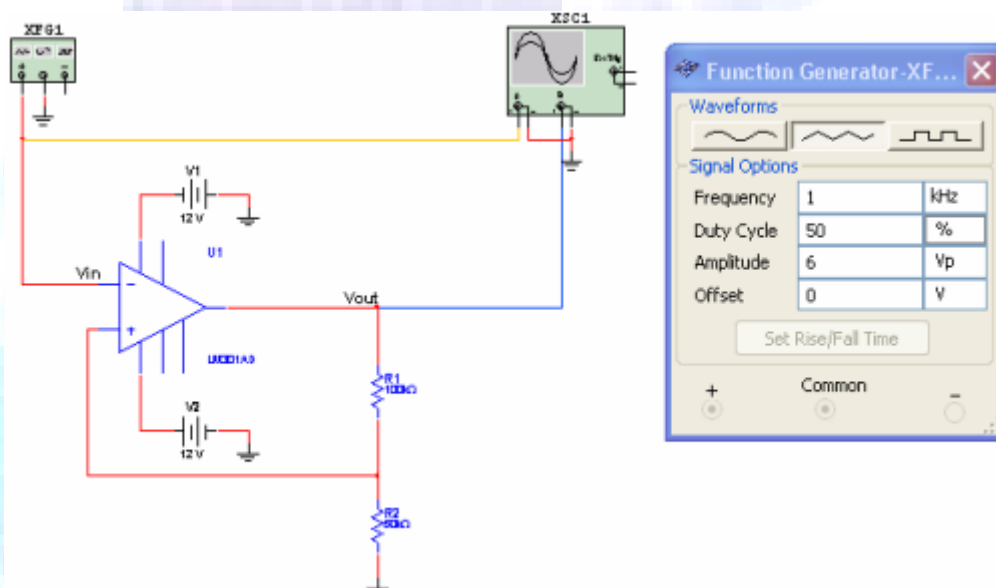 XFG1
XSC1
V1
12 V
U1
Vin
Vout
R1
100kΩ
V2
12 V
R2
Function Generator-XF...
Waveforms
Signal Options
Frequency 1 kHz
Duty Cycle 50 %
Amplitude 6 Vp
Offset 0 V
Set Rise/Fall Time
+ Common -